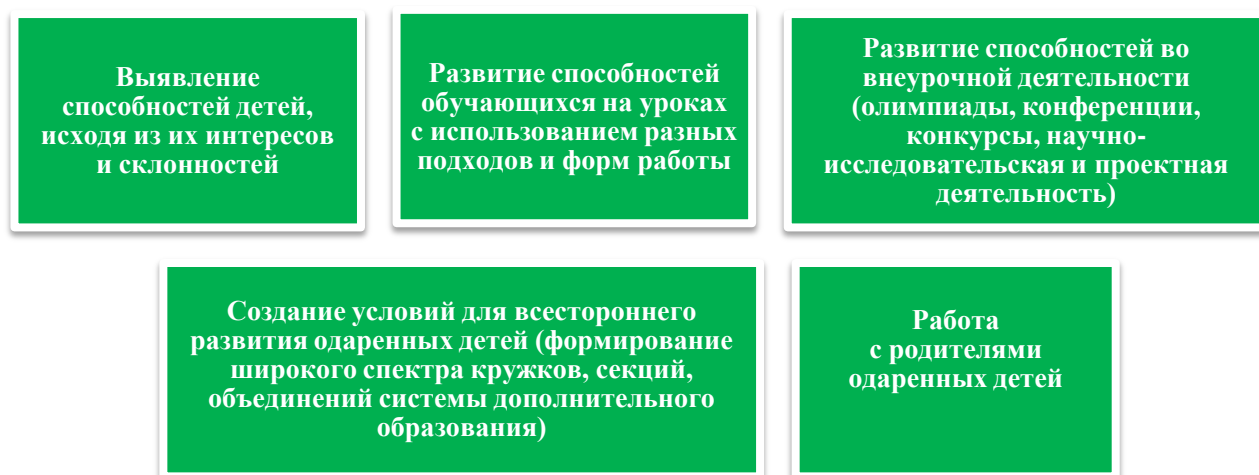 Выявление
способностей детей,
исходя из их интересов
и склонностей
Развитие способностей
обучающихся на уроках
с использованием разных
подходов и форм работы
Развитие способностей во
внеурочной деятельности
(олимпиады, конференции,
конкурсы, научно-
исследовательская и проектная
деятельность)
Создание условий для всестороннего
развития одаренных детей (формирование
широкого спектра кружков, секций,
объединений системы дополнительного
образования)
Работа
с родителями
одаренных детей